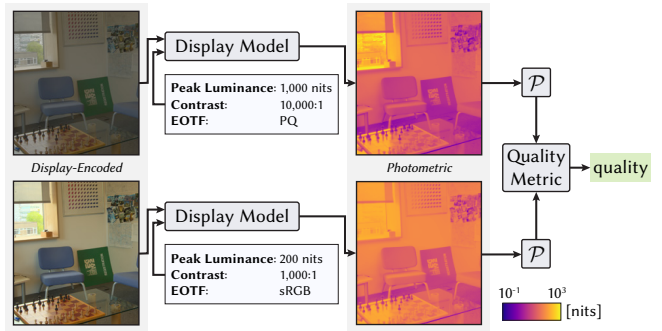 Display Model
Peak Luminance: 1,000 nits
Contrast: 10,000:1
EOTF: PQ
Display-Encoded
Photometric
𝒫
Quality
Metric
quality
Display Model
Peak Luminance: 200 nits
Contrast: 1,000:1
EOTF: sRGB
𝒫
10⁻¹ 10³
[nits]